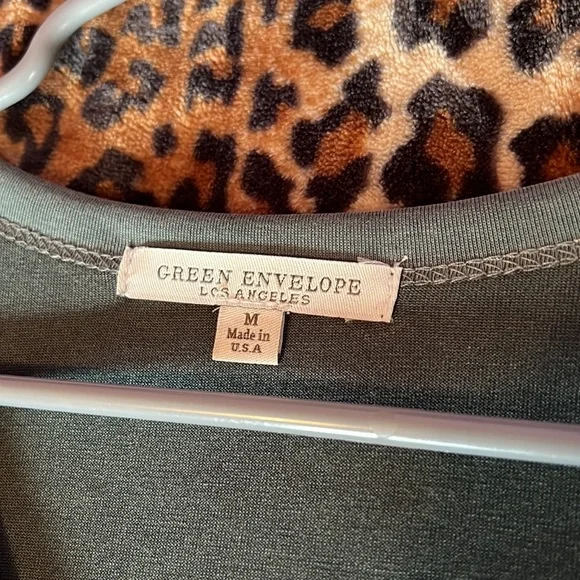 GREEN ENVELOPE
LOS ANGELES
M
Made in
U.S.A